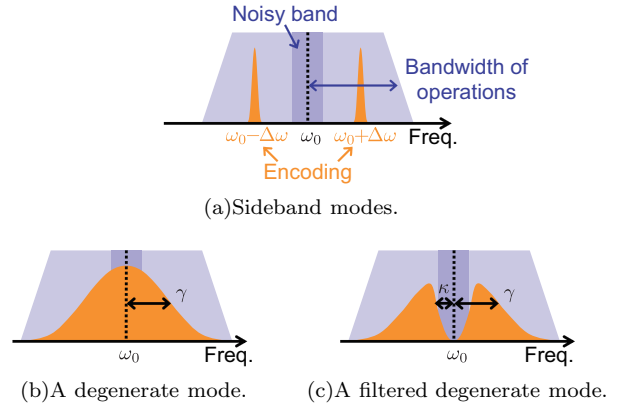 Noisy band
Bandwidth of
operations
ω₀−Δω ω₀ ω₀+Δω Freq.
Encoding
(a)Sideband modes.
γ
ω₀ Freq.
(b)A degenerate mode.
κ γ
ω₀ Freq.
(c)A filtered degenerate mode.